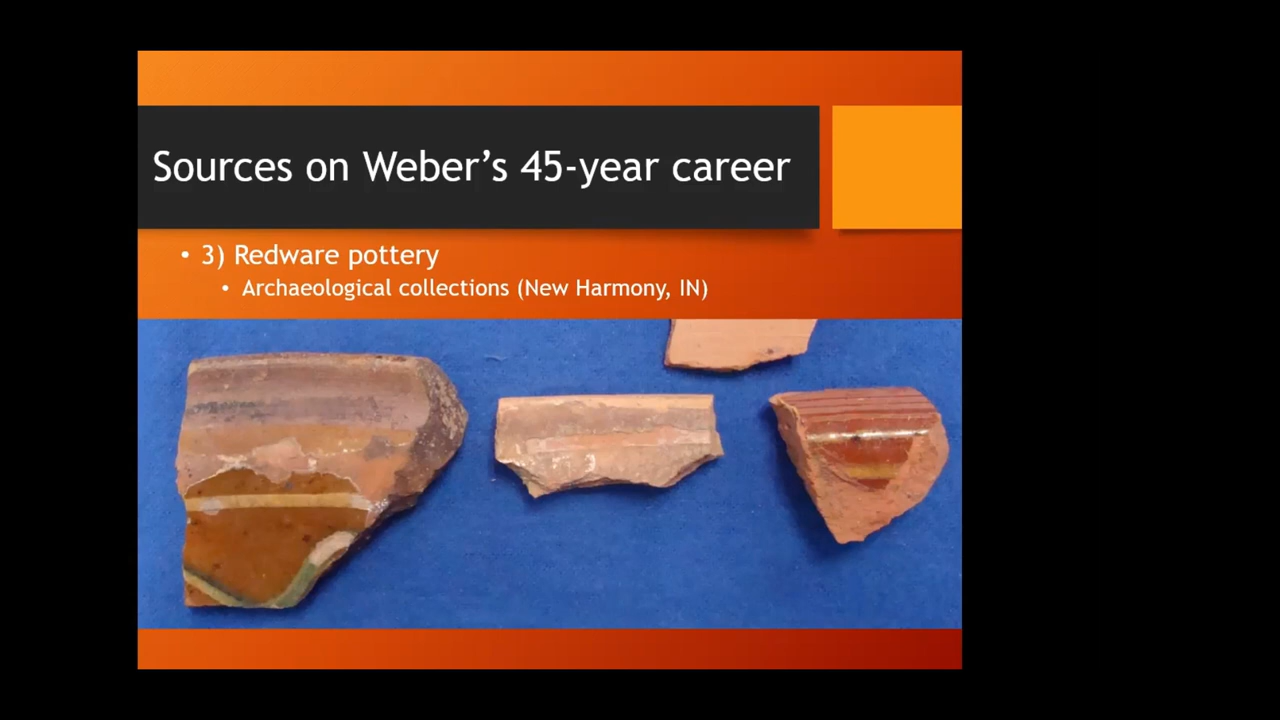 Sources on Weber’s 45-year career
• 3) Redware pottery
• Archaeological collections (New Harmony, IN)